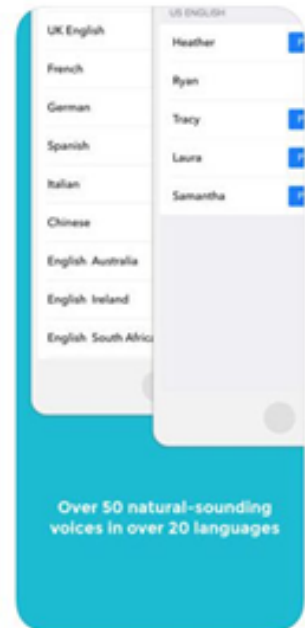 UK English
French
German
Spanish
Italian
Chinese
English Australia
English Ireland
English South Africa
US ENGLISH
Heather
Ryan
Tracy
Laura
Samantha
Over 50 natural-sounding
voices in over 20 languages